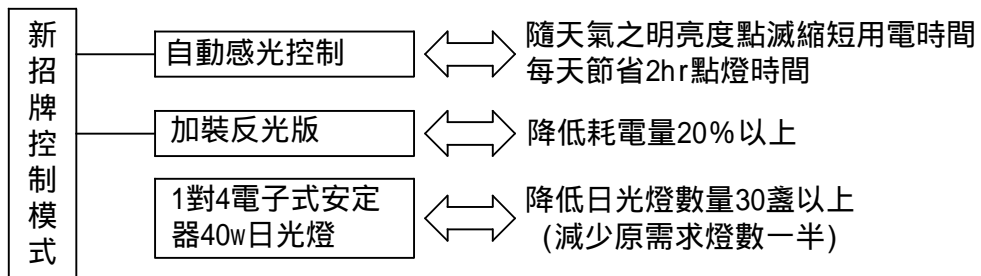 新招牌控制模式
自動感光控制
隨天氣之明亮度點滅縮短用電時間
每天節省2hr點燈時間
加裝反光版
降低耗電量20%以上
1對4電子式安定
器40w日光燈
降低日光燈數量30盞以上
(減少原需求燈數一半)